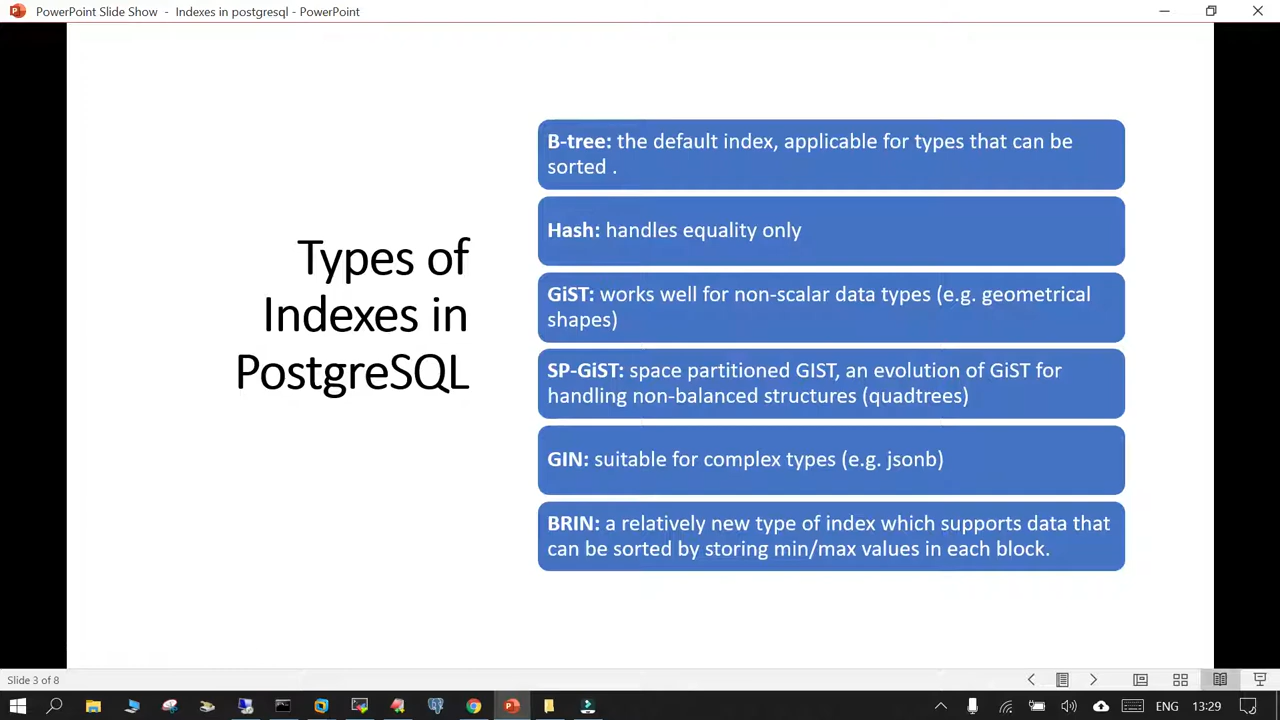 PowerPoint Slide Show - Indexes in postgresql - PowerPoint
Types of
Indexes in
PostgreSQL
B-tree: the default index, applicable for types that can be
sorted .
Hash: handles equality only
GiST: works well for non-scalar data types (e.g. geometrical
shapes)
SP-GiST: space partitioned GIST, an evolution of GiST for
handling non-balanced structures (quadtrees)
GIN: suitable for complex types (e.g. jsonb)
BRIN: a relatively new type of index which supports data that
can be sorted by storing min/max values in each block.
Slide 3 of 8
ENG
13:29